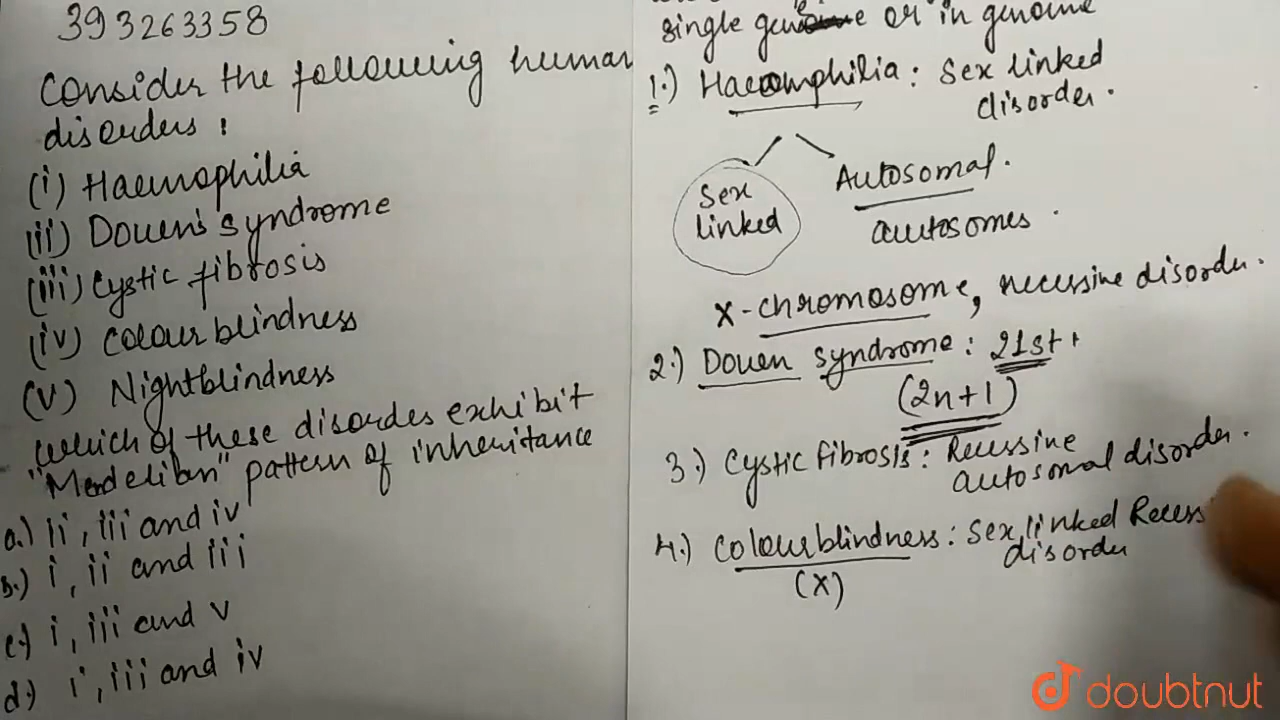 393263358
Consider the following human
disorders :
(i) Haemophilia
(ii) Down's syndrome
(iii) Cystic fibrosis
(iv) Colour blindness
(v) Nightblindness
which of these disordes exhibit
"Mendelian" pattern of inheritance
a.) ii, iii and iv
b.) i, ii and iii
c.) i, iii and v
d.) i, iii and iv
single gene or in genome
1.) Haeomphilia : Sex linked
disorder.
Sex
linked
Autosomal.
autosomes.
X-chromosome, recessive disorder.
2.) Down syndrome : 21st
(2n+1)
3.) Cystic fibrosis : Recessive
autosomal disorder.
4.) Colourblindness : Sex linked Recess
disorder
(X)
doubtnut